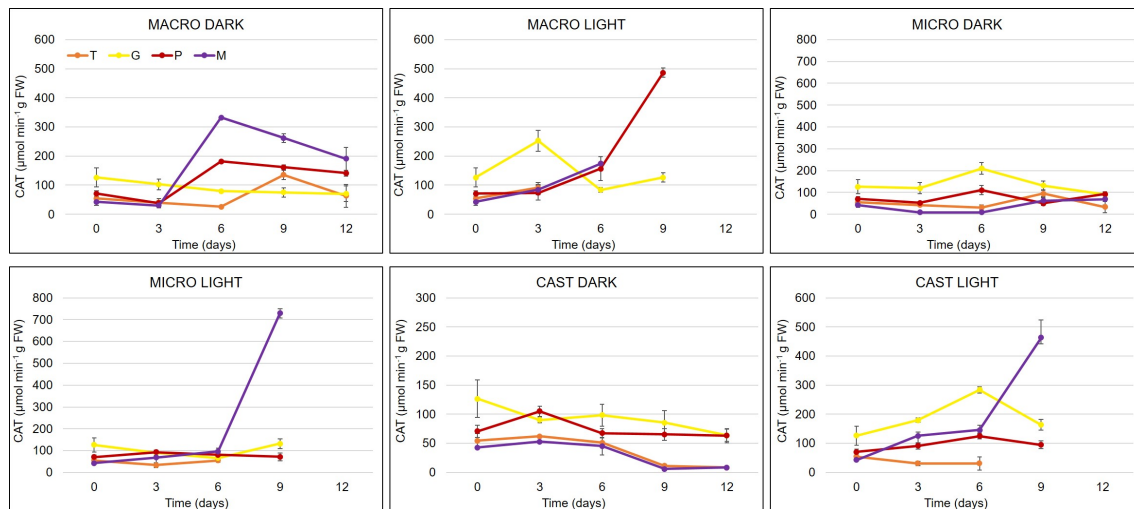 MACRO DARK
600
500
400
300
200
100
0
CAT (µmol min⁻¹ g FW)
T G P M
0 3 6 9 12
Time (days)
MACRO LIGHT
600
500
400
300
200
100
0
CAT (µmol min⁻¹ g FW)
0 3 6 9 12
Time (days)
MICRO DARK
800
700
600
500
400
300
200
100
0
CAT (µmol min⁻¹ g FW)
0 3 6 9 12
Time (days)
MICRO LIGHT
800
700
600
500
400
300
200
100
0
CAT (µmol min⁻¹ g FW)
0 3 6 9 12
Time (days)
CAST DARK
300
250
200
150
100
50
0
CAT (µmol min⁻¹ g FW)
0 3 6 9 12
Time (days)
CAST LIGHT
600
500
400
300
200
100
0
CAT (µmol min⁻¹ g FW)
0 3 6 9 12
Time (days)